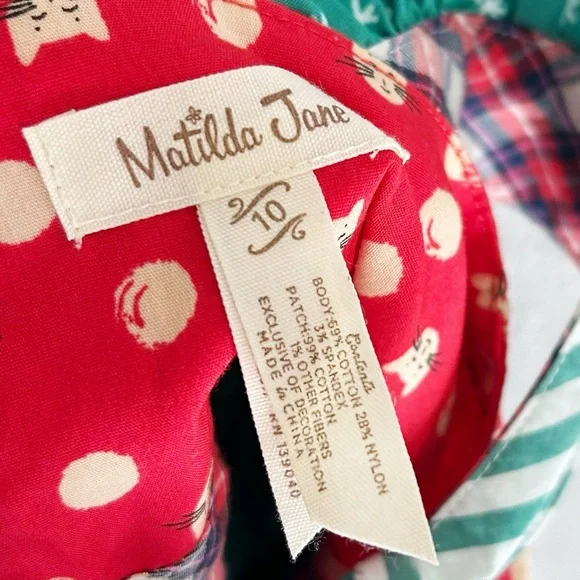 Matilda Jane
10
Contents
BODY:69% COTTON 28% NYLON
3% SPANDEX
PATCH:99% COTTON
1% OTHER FIBERS
EXCLUSIVE OF DECORATION
MADE IN CHINA
RN 139040